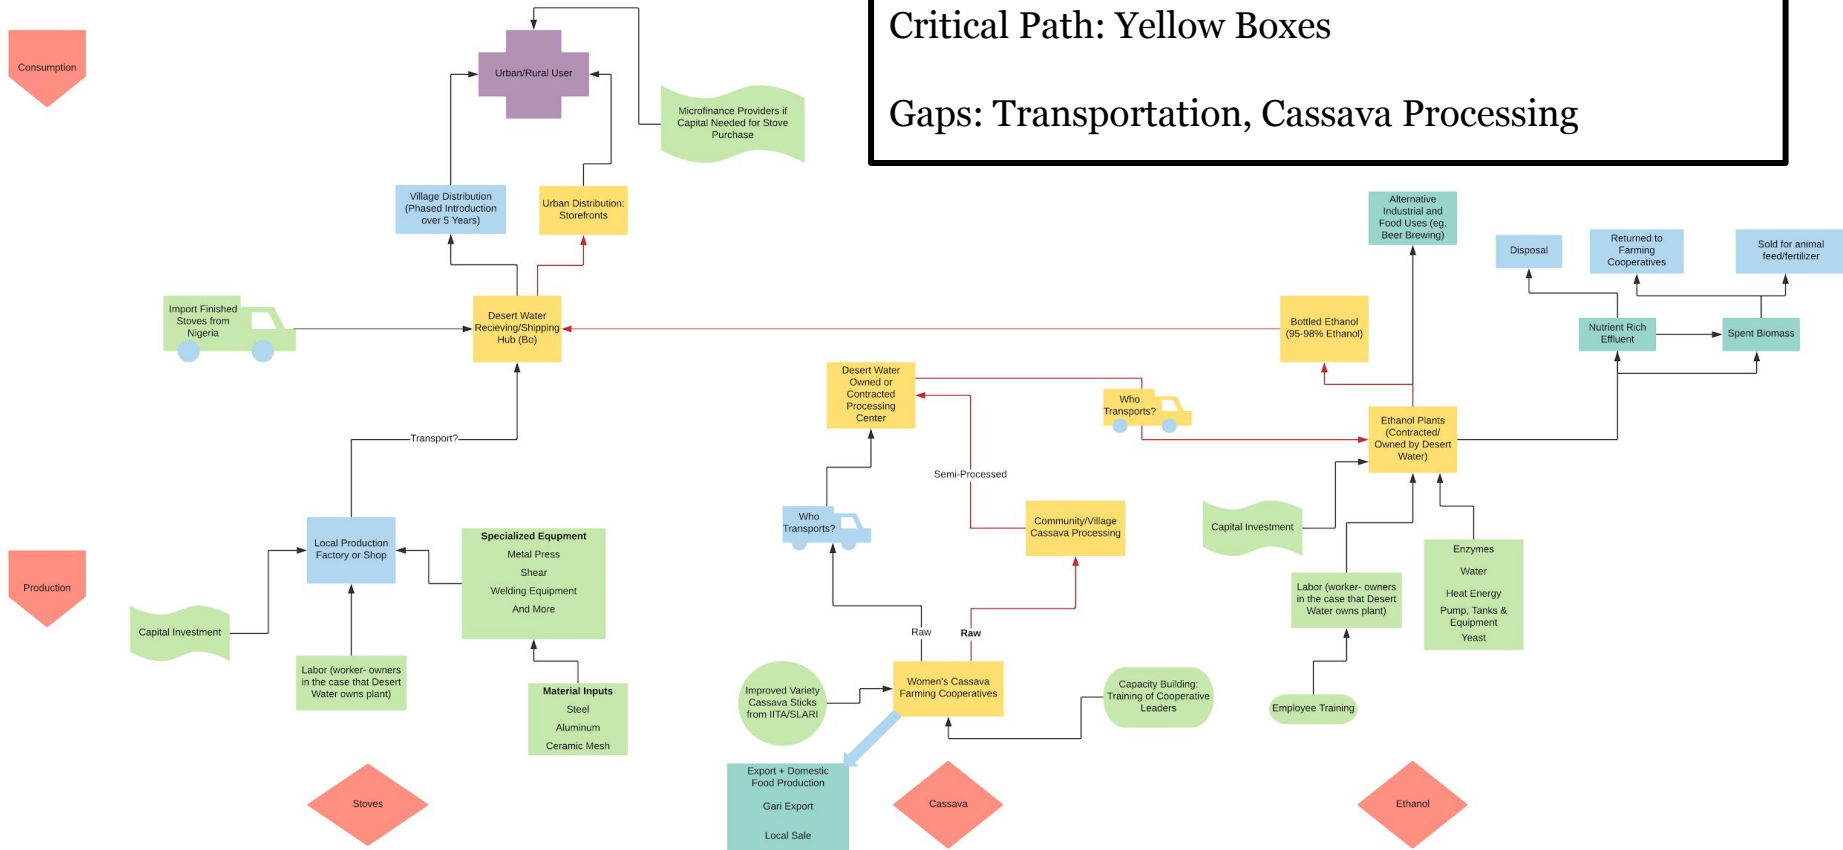 Critical Path: Yellow Boxes
Gaps: Transportation, Cassava Processing
Consumption
Urban/Rural User
Microfinance Providers if
Capital Needed for Stove
Purchase
Village Distribution
(Phased Introduction
over 5 Years)
Urban Distribution:
Storefronts
Alternative
Industrial and
Food Uses (eg.
Beer Brewing)
Disposal
Returned to
Farming
Cooperatives
Sold for animal
feed/fertilizer
Import Finished
Stoves from
Nigeria
Desert Water
Recieving/Shipping
Hub (Bo)
Bottled Ethanol
(95-98% Ethanol)
Nutrient Rich
Effluent
Spent Biomass
Desert Water
Owned or
Contracted
Processing
Center
Who
Transports?
Ethanol Plants
(Contracted/
Owned by Desert
Water)
Transport?
Semi-Processed
Who
Transports?
Community/Village
Cassava Processing
Capital Investment
Production
Local Production
Factory or Shop
Specialized Equpment
Metal Press
Shear
Welding Equipment
And More
Enzymes
Water
Heat Energy
Pump, Tanks &
Equipment
Yeast
Labor (worker- owners
in the case that Desert
Water owns plant)
Capital Investment
Raw
Raw
Labor (worker- owners
in the case that Desert
Water owns plant)
Material Inputs
Steel
Aluminum
Ceramic Mesh
Improved Variety
Cassava Sticks
from IITA/SLARI
Women's Cassava
Farming Cooperatives
Capacity Building:
Training of Cooperative
Leaders
Employee Training
Export + Domestic
Food Production
Gari Export
Local Sale
Stoves
Cassava
Ethanol